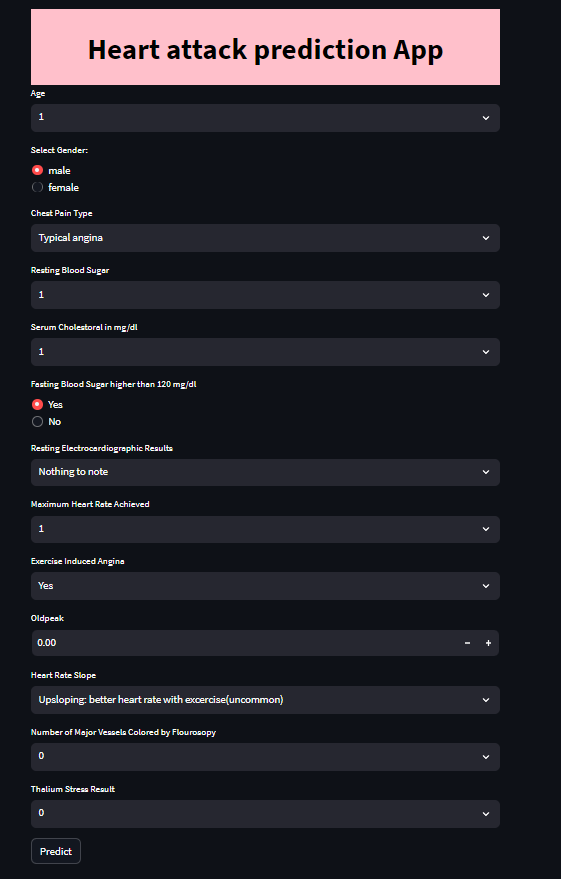 Heart attack prediction App
Age
1
Select Gender:
male
female
Chest Pain Type
Typical angina
Resting Blood Sugar
1
Serum Cholestoral in mg/dl
1
Fasting Blood Sugar higher than 120 mg/dl
Yes
No
Resting Electrocardiographic Results
Nothing to note
Maximum Heart Rate Achieved
1
Exercise Induced Angina
Yes
Oldpeak
0.00
Heart Rate Slope
Upsloping: better heart rate with excercise(uncommon)
Number of Major Vessels Colored by Flourosopy
0
Thalium Stress Result
0
Predict